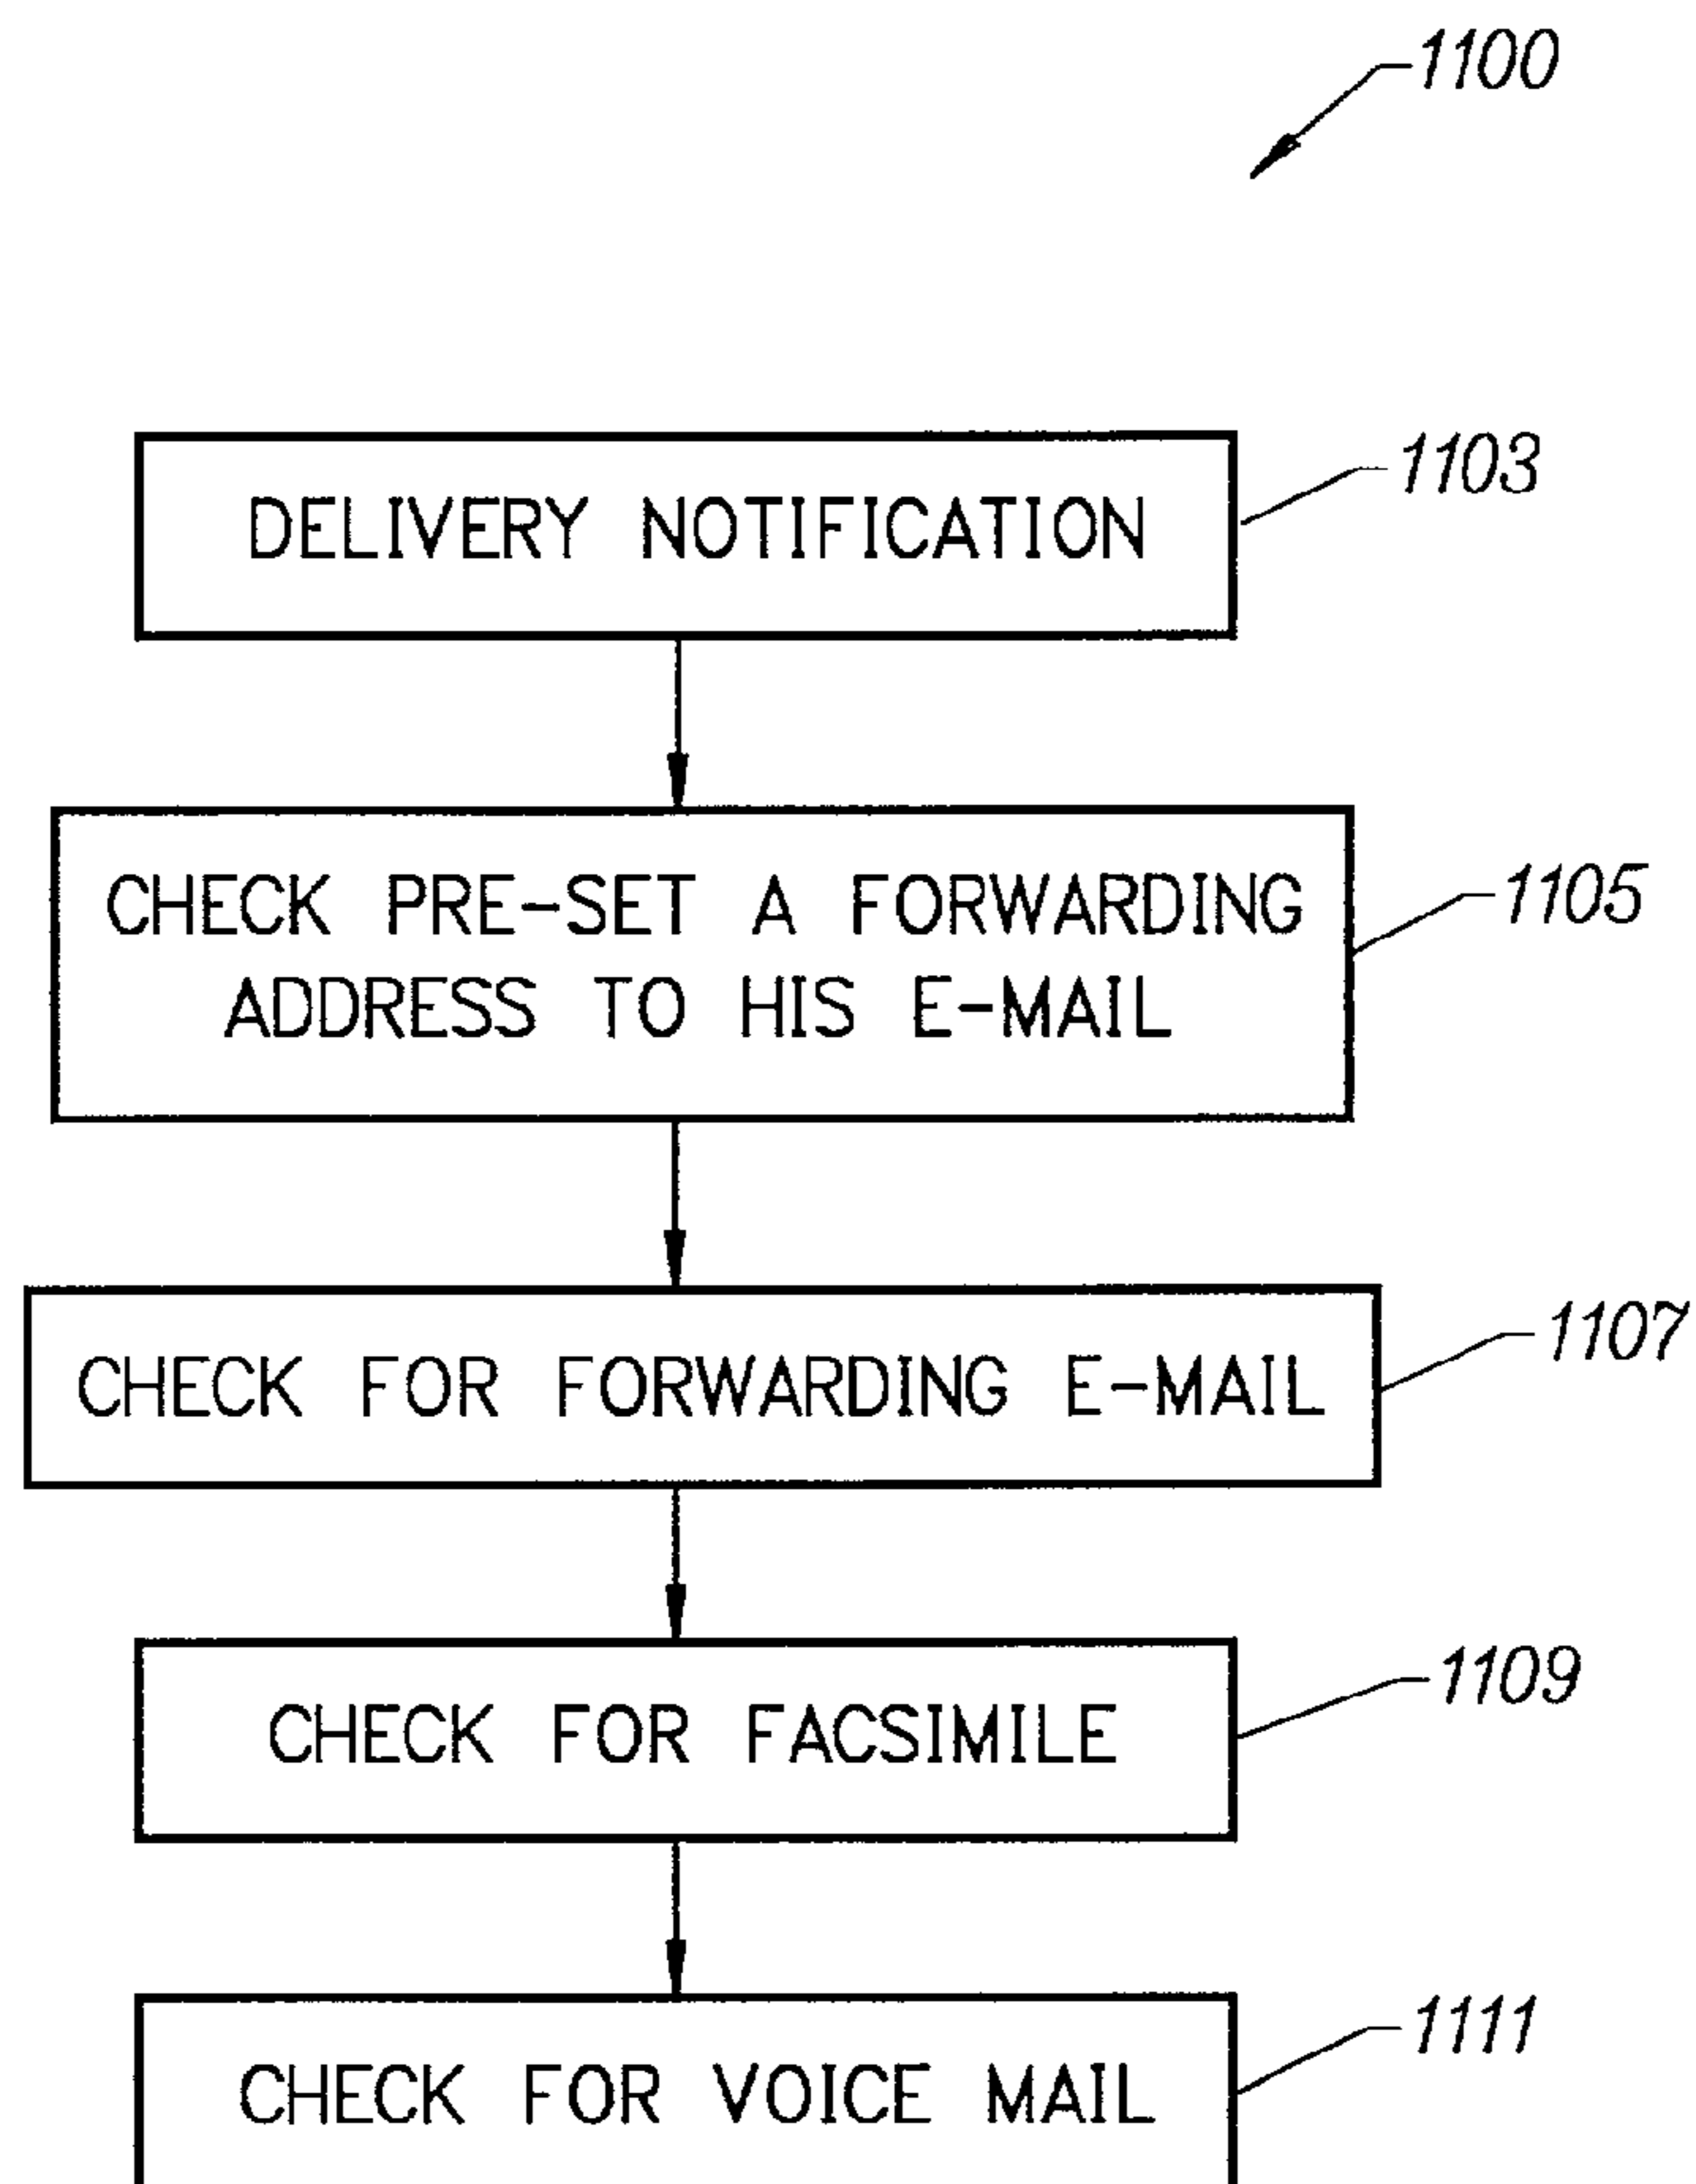 1100
DELIVERY NOTIFICATION
1103
CHECK PRE-SET A FORWARDING
ADDRESS TO HIS E-MAIL
1105
CHECK FOR FORWARDING E-MAIL
1107
CHECK FOR FACSIMILE
1109
CHECK FOR VOICE MAIL
1111